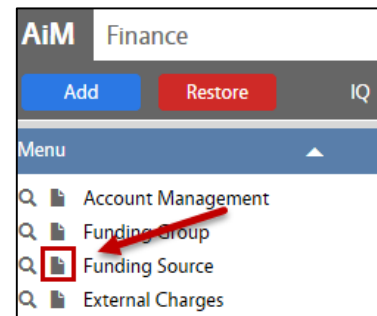 AiM Finance
Add Restore IQ
Menu
Account Management
Funding Group
Funding Source
External Charges